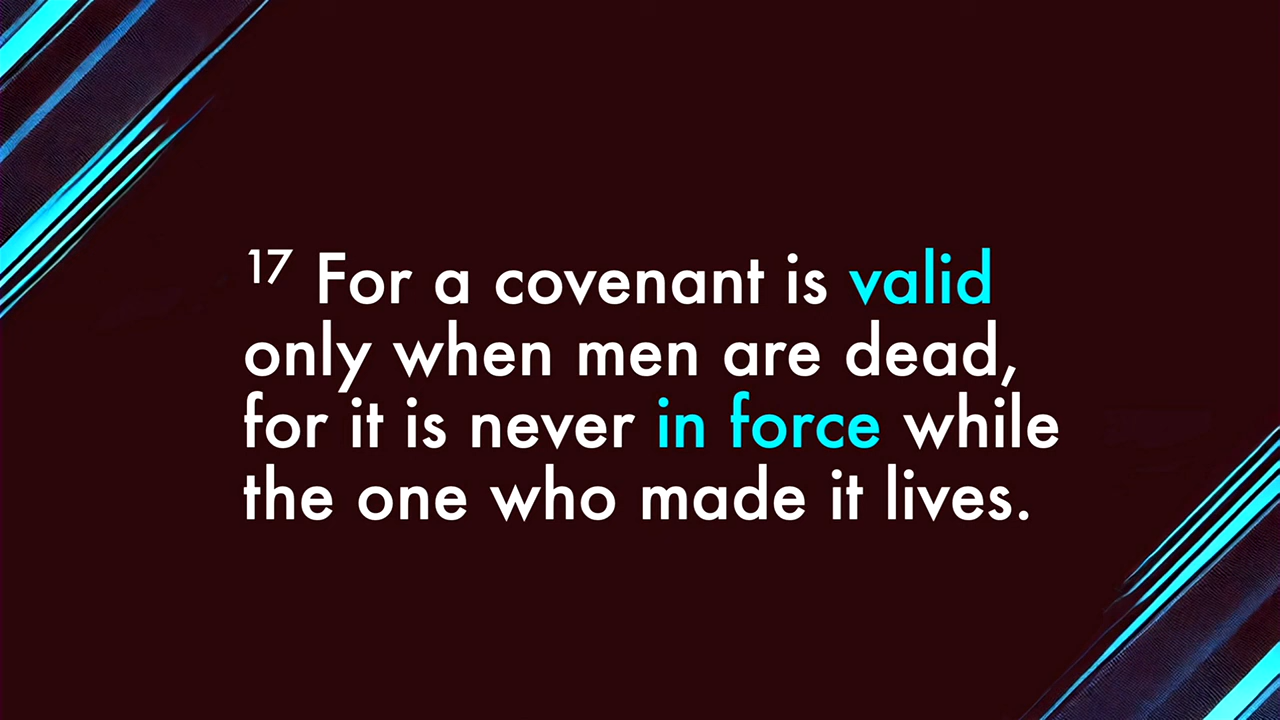 17 For a covenant is valid
only when men are dead,
for it is never in force while
the one who made it lives.